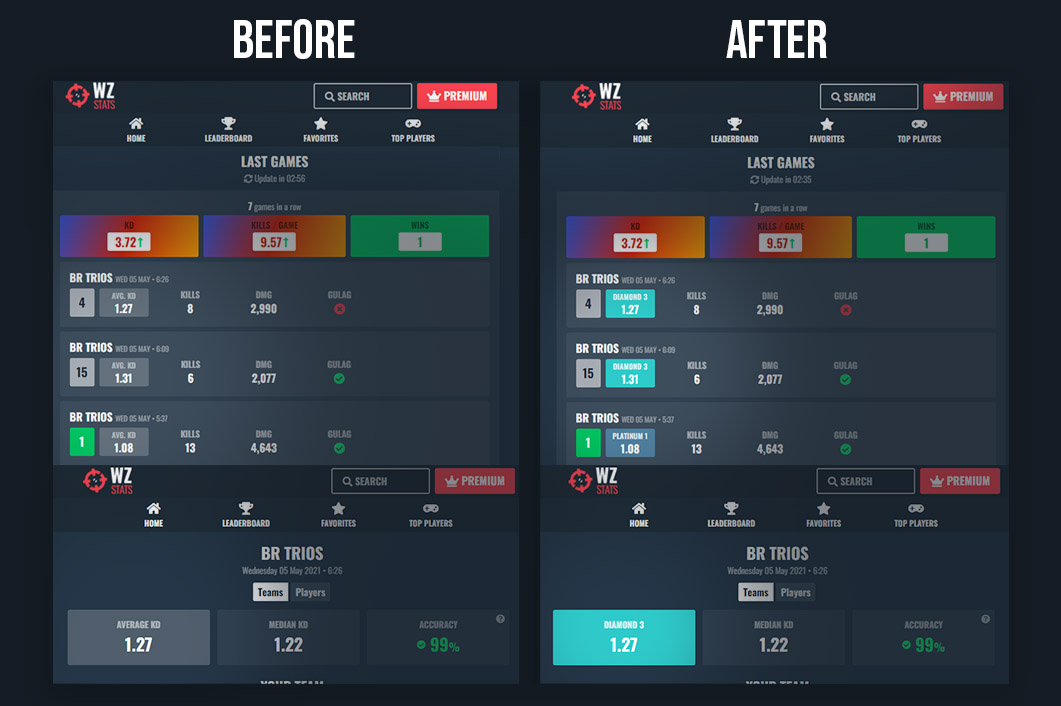 BEFORE
WZ STATS
SEARCH
PREMIUM
HOME LEADERBOARD FAVORITES TOP PLAYERS
LAST GAMES
Update in 02:56
7 games in a row
KD KILLS / GAME WINS
3.72↑ 9.57↑ 1
BR TRIOS WED 05 MAY • 6:26
4 AVG. KD KILLS DMG GULAG
1.27 8 2,990
BR TRIOS WED 05 MAY • 6:09
15 AVG. KD KILLS DMG GULAG
1.31 6 2,077
BR TRIOS WED 05 MAY • 5:37
1 AVG. KD KILLS DMG GULAG
1.08 13 4,643
WZ STATS
SEARCH
PREMIUM
HOME LEADERBOARD FAVORITES TOP PLAYERS
BR TRIOS
Wednesday 05 May 2021 • 6:26
Teams Players
AVERAGE KD MEDIAN KD ACCURACY
1.27 1.22 99%
YOUR TEAM
AFTER
WZ STATS
SEARCH
PREMIUM
HOME LEADERBOARD FAVORITES TOP PLAYERS
LAST GAMES
Update in 02:35
7 games in a row
KD KILLS / GAME WINS
3.72↑ 9.57↑ 1
BR TRIOS WED 05 MAY • 6:26
4 DIAMOND 3 KILLS DMG GULAG
1.27 8 2,990
BR TRIOS WED 05 MAY • 6:09
15 DIAMOND 3 KILLS DMG GULAG
1.31 6 2,077
BR TRIOS WED 05 MAY • 5:37
1 PLATINUM 1 KILLS DMG GULAG
1.08 13 4,643
WZ STATS
SEARCH
PREMIUM
HOME LEADERBOARD FAVORITES TOP PLAYERS
BR TRIOS
Wednesday 05 May 2021 • 6:26
Teams Players
DIAMOND 3 MEDIAN KD ACCURACY
1.27 1.22 99%
YOUR TEAM